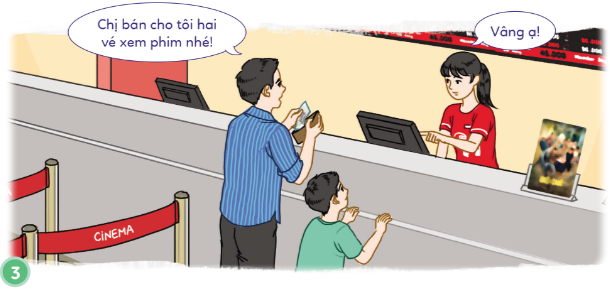 Chị bán cho tôi hai
vé xem phim nhé!
Vâng ạ!
CINEMA
3